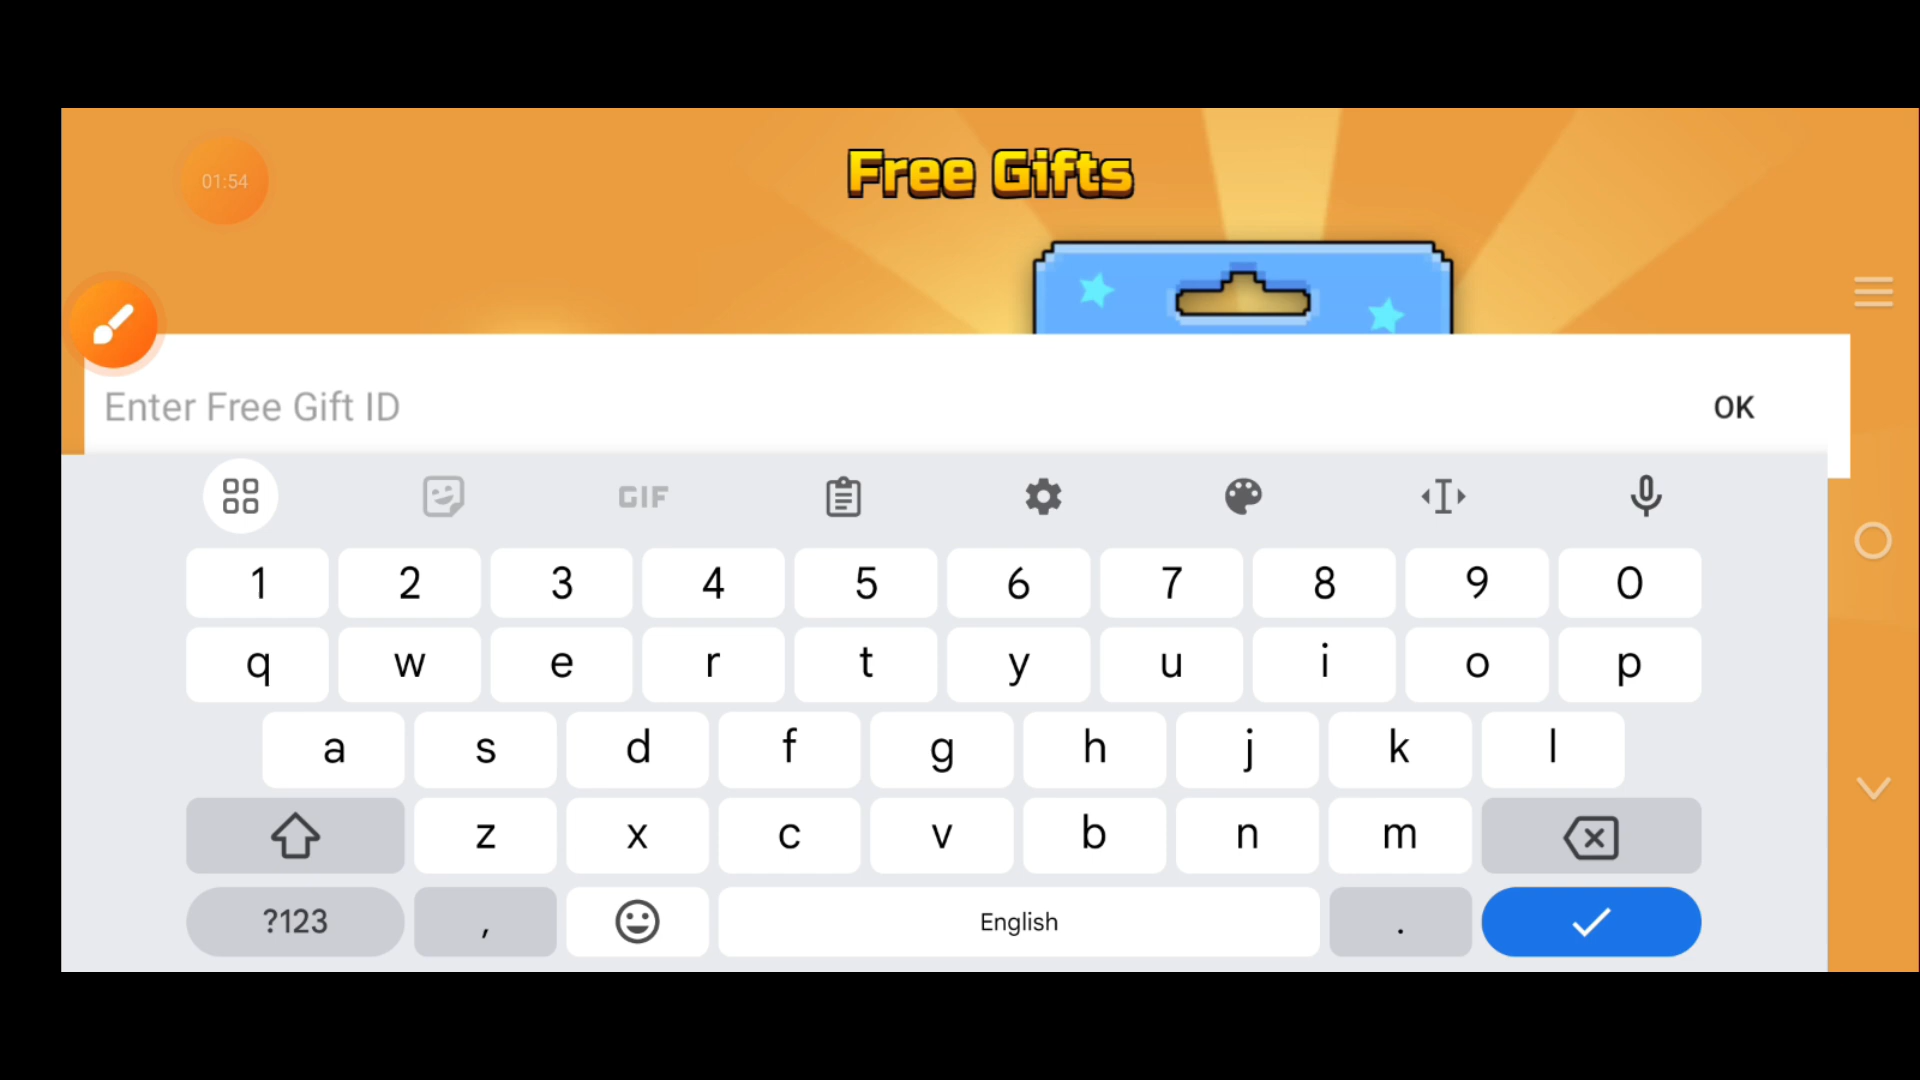 01:54
Free Gifts
Enter Free Gift ID
OK
GIF
1 2 3 4 5 6 7 8 9 0
q w e r t y u i o p
a s d f g h j k l
z x c v b n m
?123 , English .